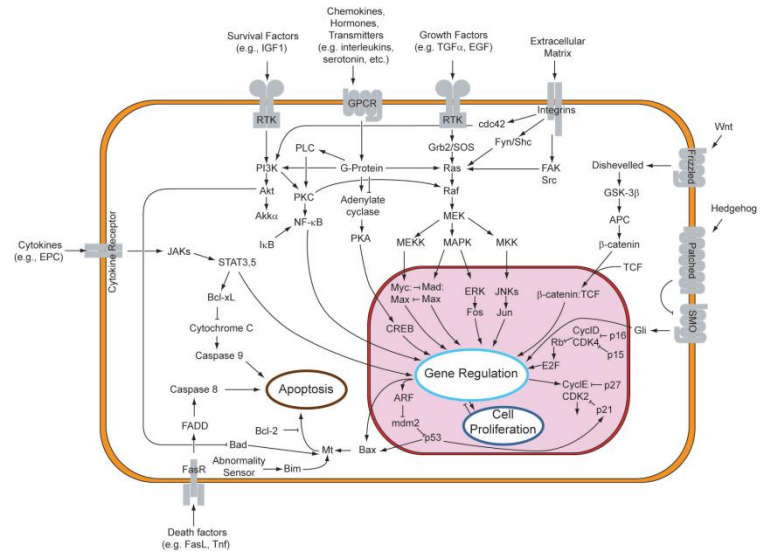 Chemokines,
Hormones,
Transmitters
(e.g. interleukins,
serotonin, etc.)
Survival Factors
(e.g., IGF1)
Growth Factors
(e.g. TGFα, EGF)
Extracellular
Matrix
RTK
GPCR
RTK
Integrins
cdc42
Wnt
Frizzled
Grb2/SOS
Fyn/Shc
PLC
Dishevelled
PI3K
G-Protein
Ras
FAK
Src
GSK-3β
Akt
PKC
Adenylate
cyclase
Raf
APC
Hedgehog
Akkα
NF-κB
MEK
β-catenin
Patched
Cytokines
(e.g., EPC)
Cytokine Receptor
JAKs
STAT3,5
IκB
PKA
MEKK
MAPK
MKK
TCF
Bcl-xL
Myc:
Max
Mad:
Max
ERK
Fos
JNKs
Jun
β-catenin:TCF
SMO
Cytochrome C
CREB
Gli
CyclD
CDK4
p16
p15
Rb
E2F
Caspase 9
Gene Regulation
Caspase 8
Apoptosis
ARF
CyclE
CDK2
p27
p21
FADD
Bcl-2
mdm2
Cell
Proliferation
p53
Bad
Mt
Bax
FasR
Abnormality
Sensor
Bim
Death factors
(e.g. FasL, Tnf)